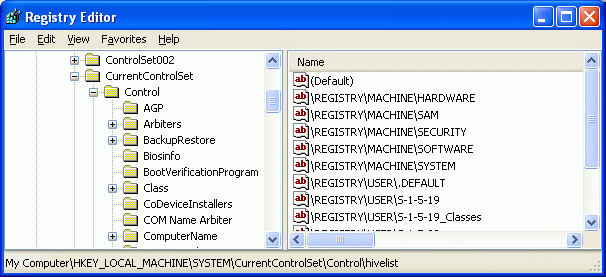 Registry Editor
File Edit View Favorites Help
ControlSet002
CurrentControlSet
Control
AGP
Arbiters
BackupRestore
Biosinfo
BootVerificationProgram
Class
CoDeviceInstallers
COM Name Arbiter
ComputerName
Name
(Default)
\REGISTRY\MACHINE\HARDWARE
\REGISTRY\MACHINE\SAM
\REGISTRY\MACHINE\SECURITY
\REGISTRY\MACHINE\SOFTWARE
\REGISTRY\MACHINE\SYSTEM
\REGISTRY\USER\.DEFAULT
\REGISTRY\USER\S-1-5-19
\REGISTRY\USER\S-1-5-19_Classes
My Computer\HKEY_LOCAL_MACHINE\SYSTEM\CurrentControlSet\Control\hivelist